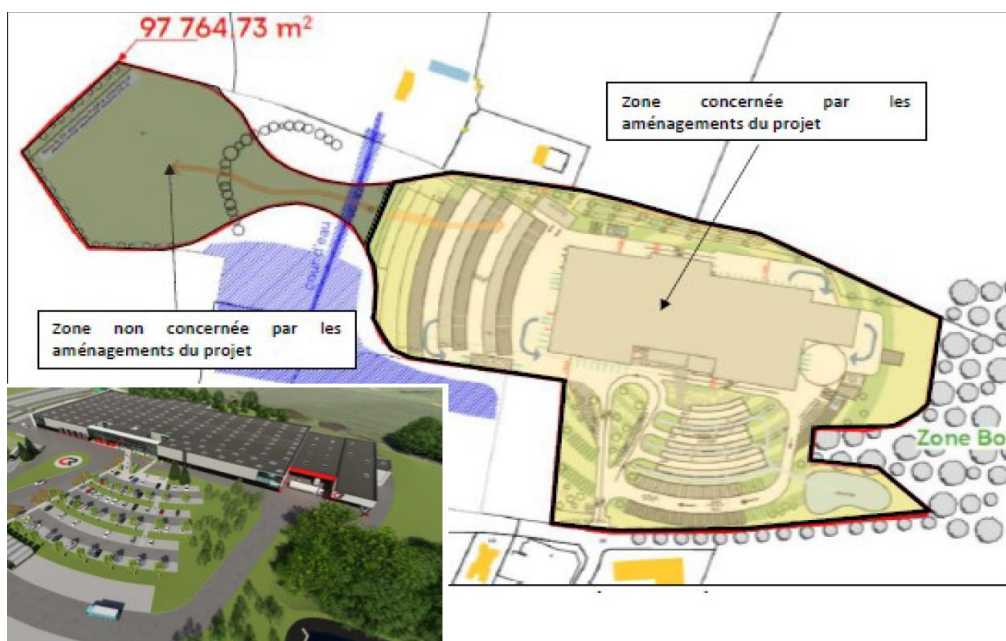 97 764,73 m²
Zone concernée par les
aménagements du projet
cour d'eau
Zone non concernée par les
aménagements du projet
Zone Bo